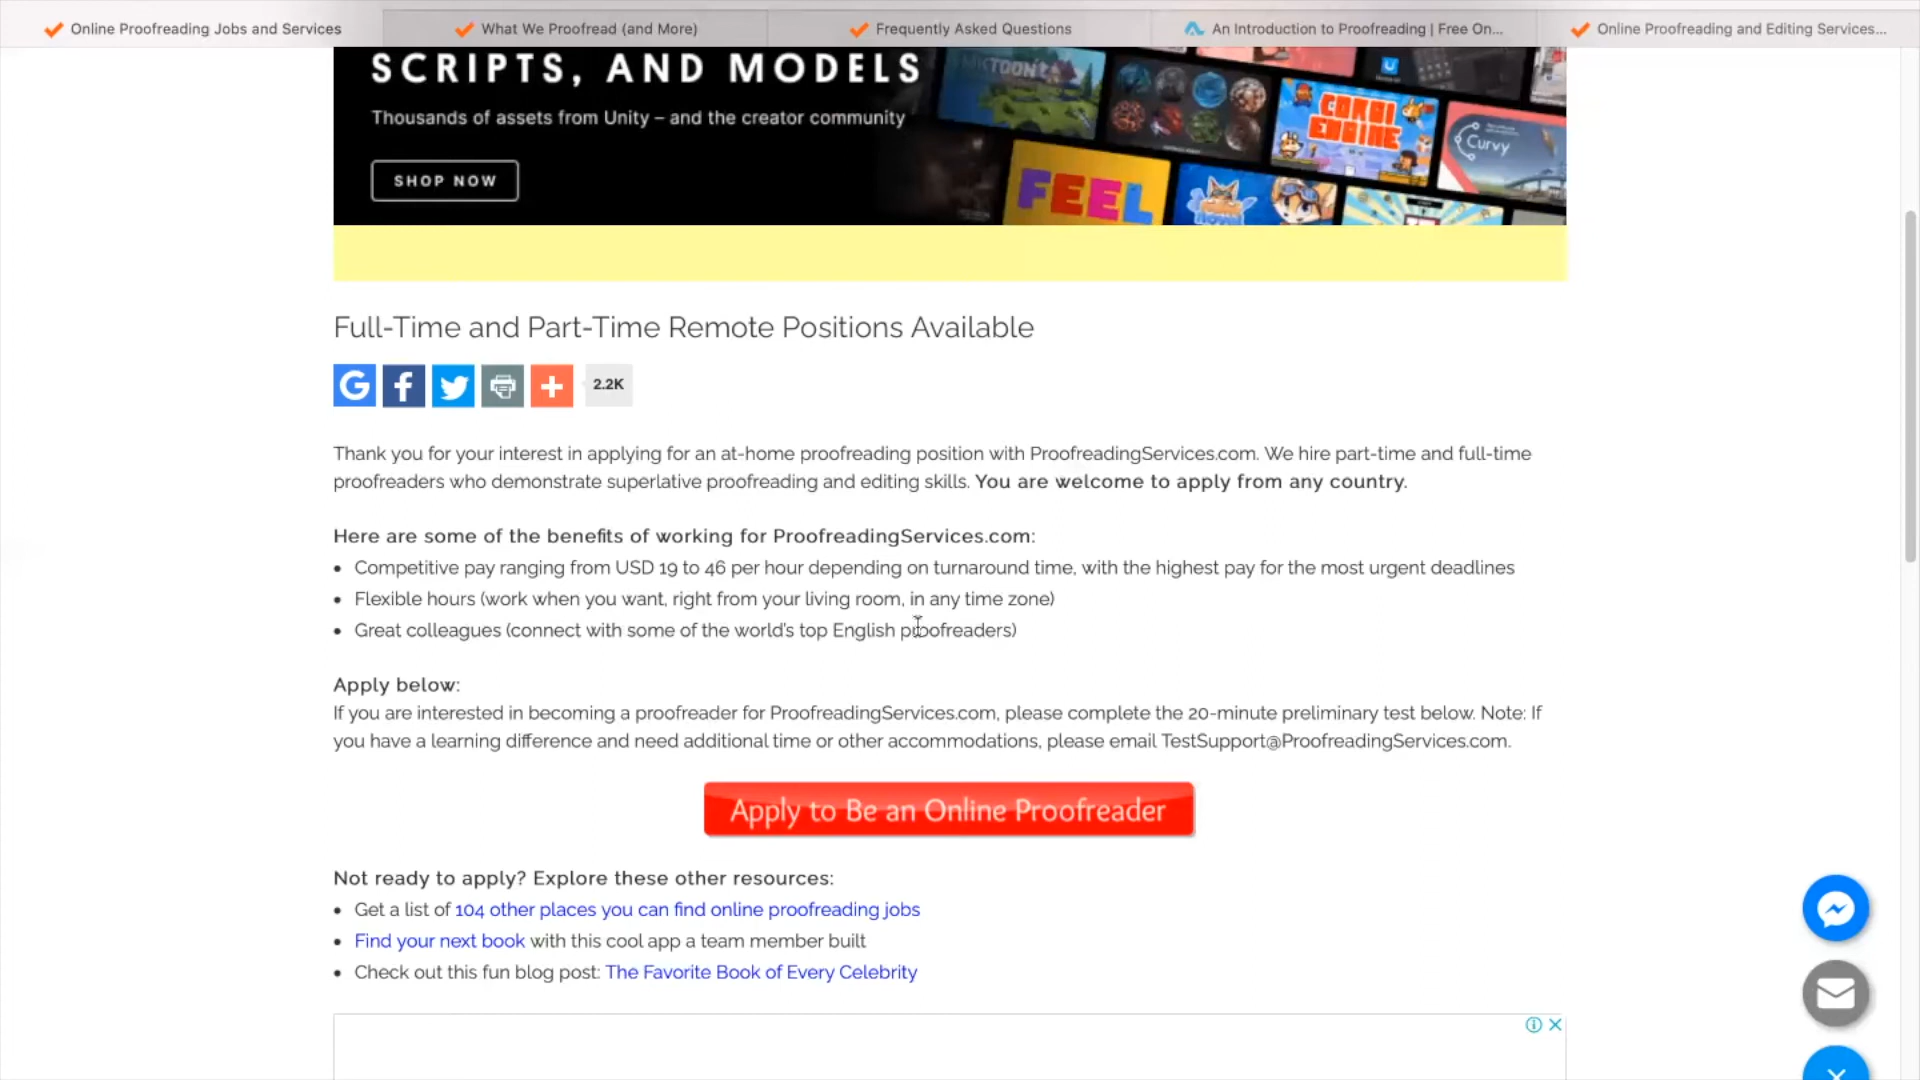 Online Proofreading Jobs and Services
What We Proofread (and More)
Frequently Asked Questions
An Introduction to Proofreading | Free On...
Online Proofreading and Editing Services...
SCRIPTS, AND MODELS
Thousands of assets from Unity – and the creator community
SHOP NOW
CORGI
ENGINE
Curvy
FEEL
Full-Time and Part-Time Remote Positions Available
2.2K
Thank you for your interest in applying for an at-home proofreading position with ProofreadingServices.com. We hire part-time and full-time
proofreaders who demonstrate superlative proofreading and editing skills. You are welcome to apply from any country.
Here are some of the benefits of working for ProofreadingServices.com:
• Competitive pay ranging from USD 19 to 46 per hour depending on turnaround time, with the highest pay for the most urgent deadlines
• Flexible hours (work when you want, right from your living room, in any time zone)
• Great colleagues (connect with some of the world's top English proofreaders)
Apply below:
If you are interested in becoming a proofreader for ProofreadingServices.com, please complete the 20-minute preliminary test below. Note: If
you have a learning difference and need additional time or other accommodations, please email TestSupport@ProofreadingServices.com.
Apply to Be an Online Proofreader
Not ready to apply? Explore these other resources:
• Get a list of 104 other places you can find online proofreading jobs
• Find your next book with this cool app a team member built
• Check out this fun blog post: The Favorite Book of Every Celebrity